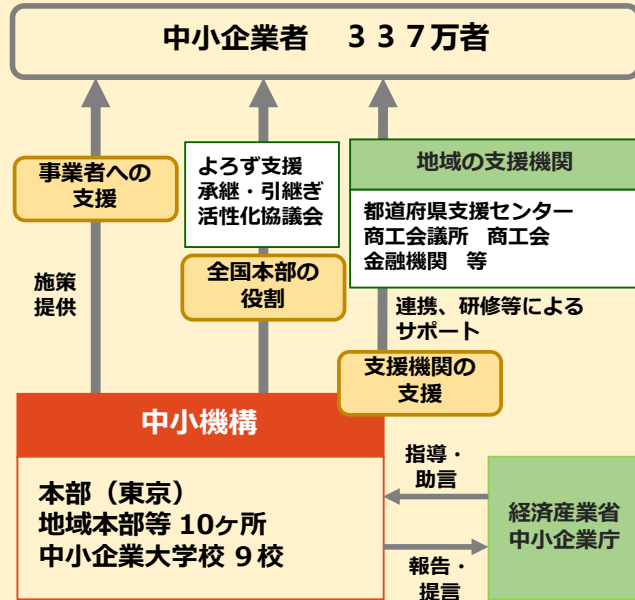 中小企業者　３３７万者
事業者への
支援
よろず支援
承継・引継ぎ
活性化協議会
地域の支援機関
都道府県支援センター
商工会議所　商工会
金融機関　等
施策
提供
全国本部の
役割
連携、研修等による
サポート
支援機関の
支援
中小機構
本部（東京）
地域本部等 10ヶ所
中小企業大学校 ９校
指導・
助言
経済産業省
中小企業庁
報告・
提言